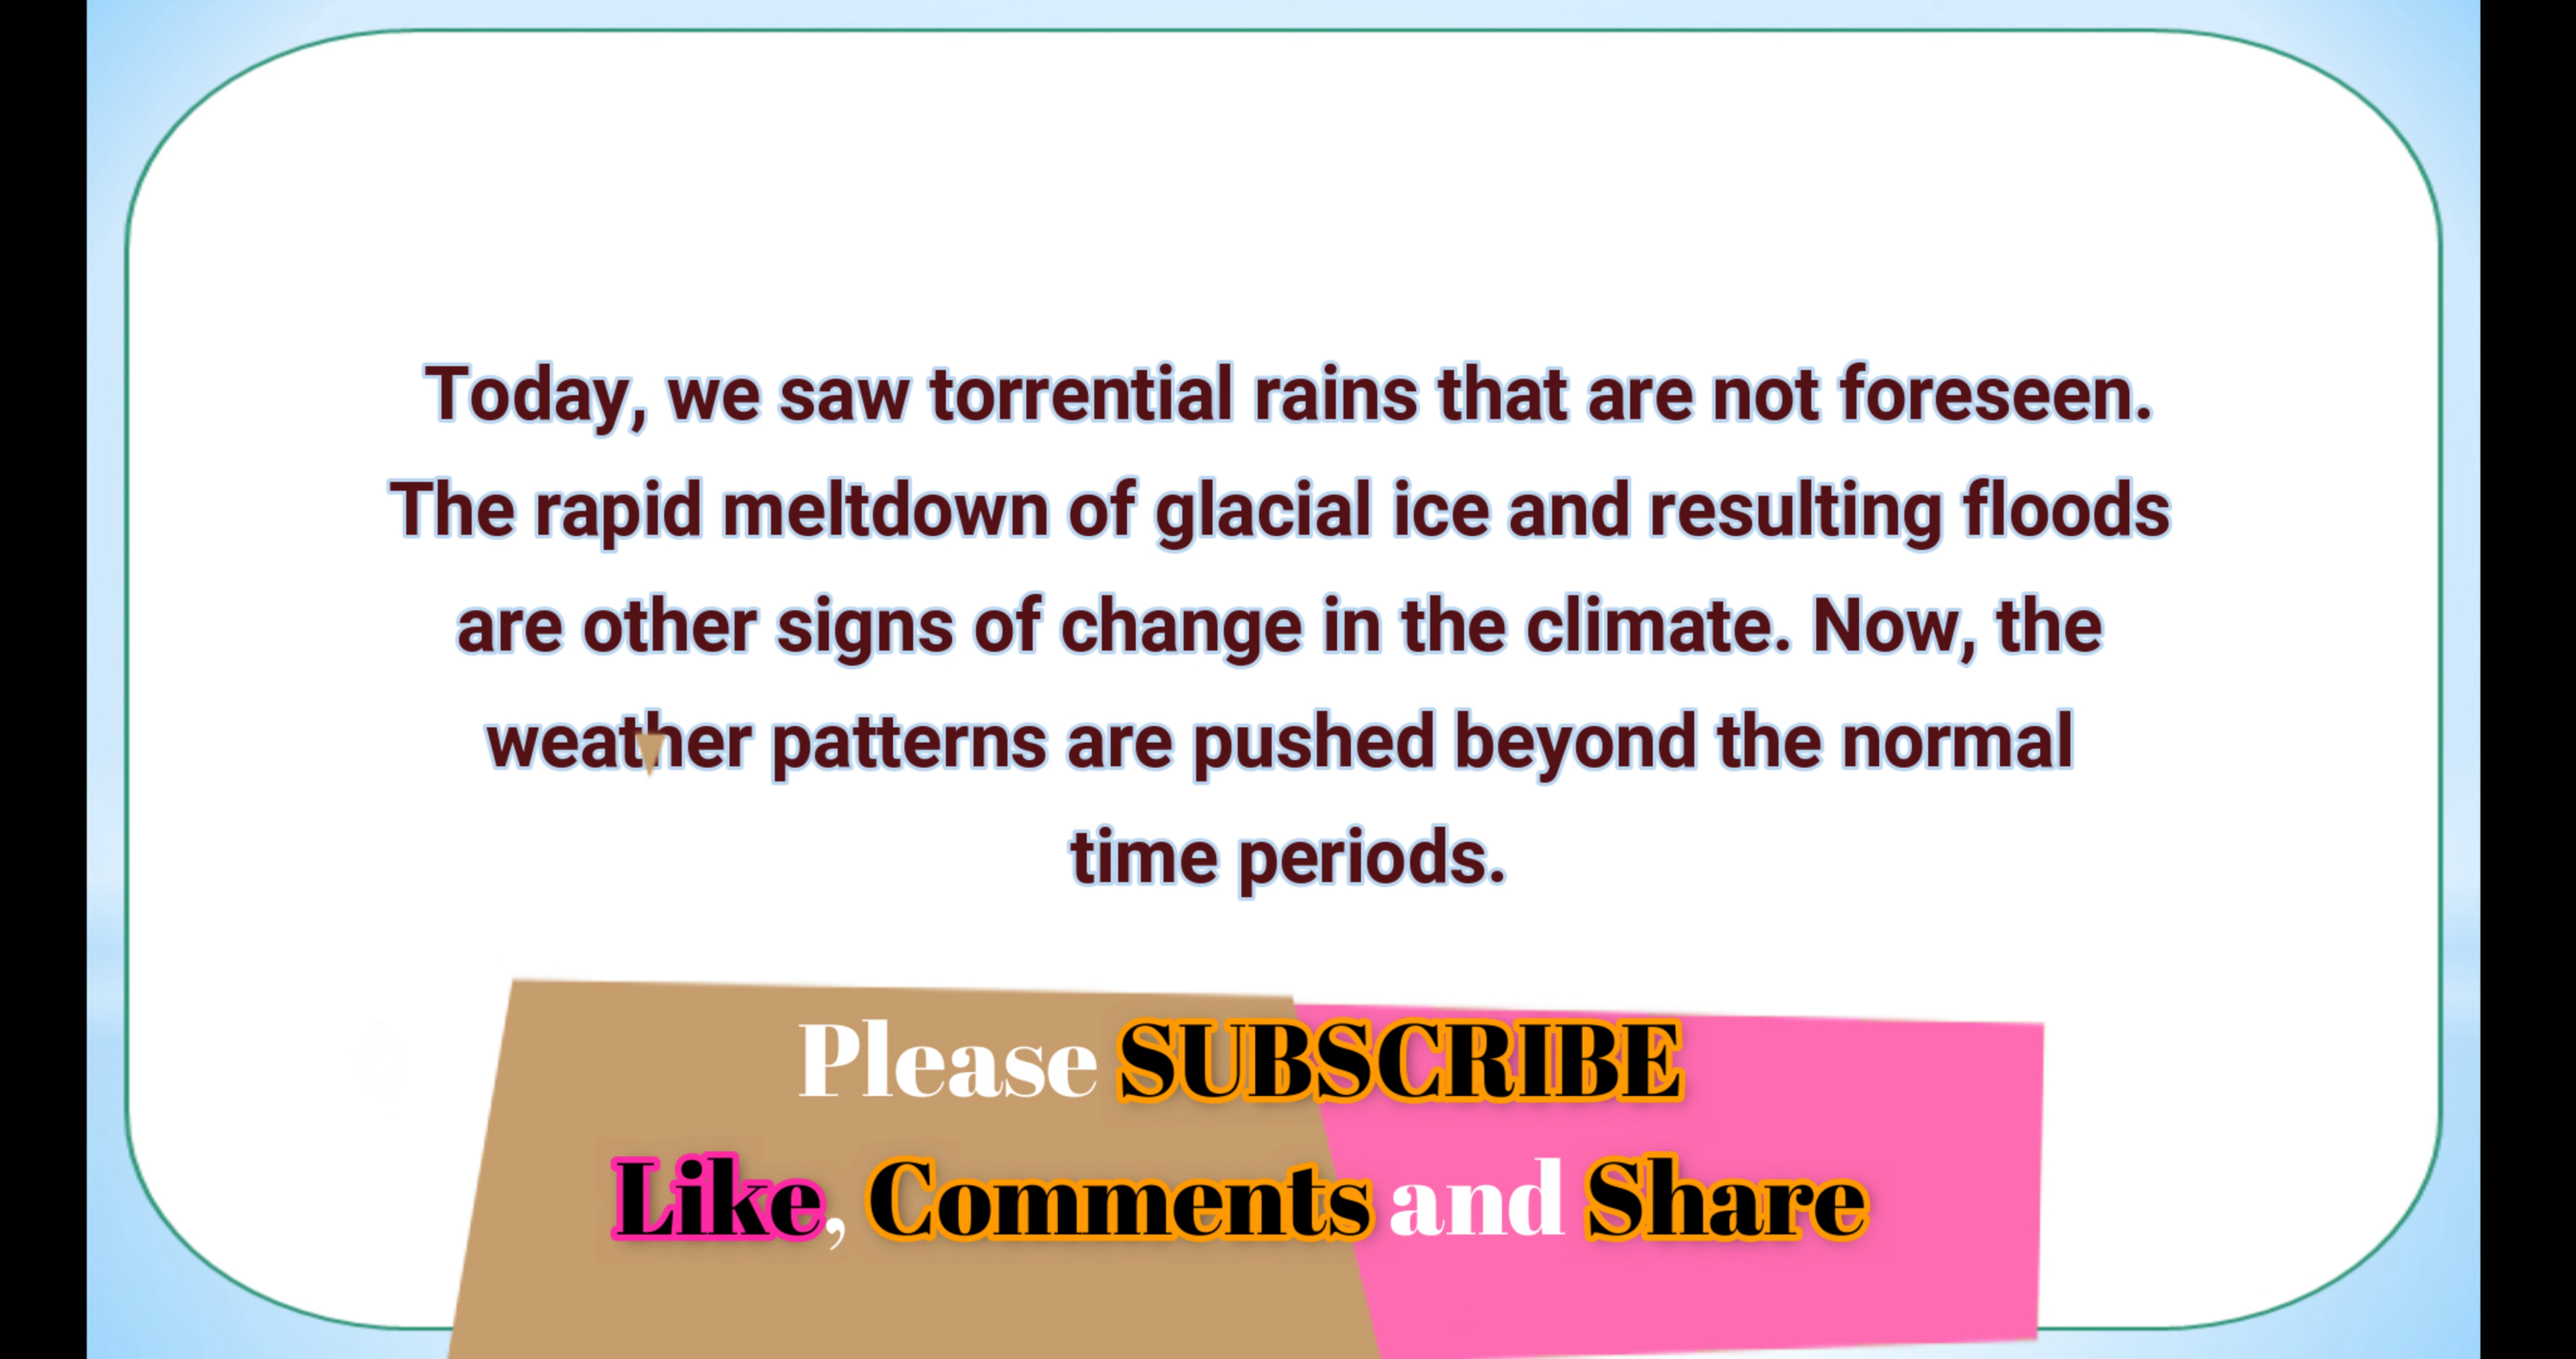 Today, we saw torrential rains that are not foreseen.
The rapid meltdown of glacial ice and resulting floods
are other signs of change in the climate. Now, the
weather patterns are pushed beyond the normal
time periods.
Please SUBSCRIBE
Like, Comments and Share